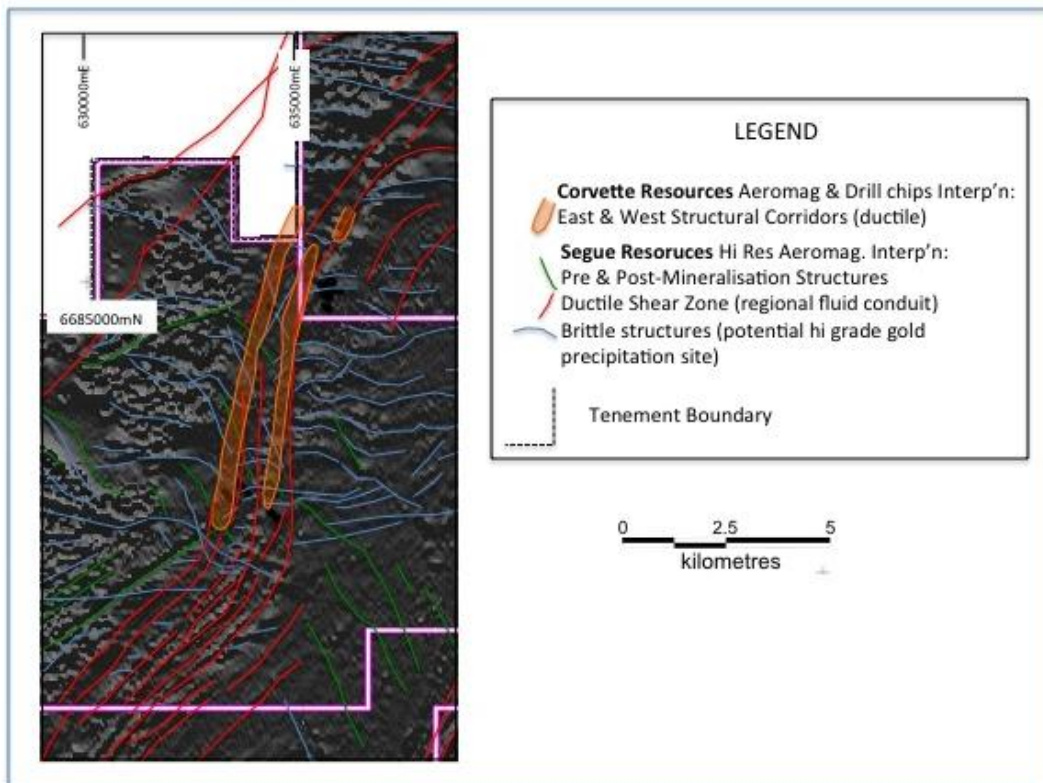 630000mE
635000mE
6685000mN
LEGEND
Corvette Resources Aeromag & Drill chips Interp'n:
East & West Structural Corridors (ductile)
Segue Resoruces Hi Res Aeromag. Interp'n:
Pre & Post-Mineralisation Structures
Ductile Shear Zone (regional fluid conduit)
Brittle structures (potential hi grade gold
precipitation site)
Tenement Boundary
0 2.5 5
kilometres